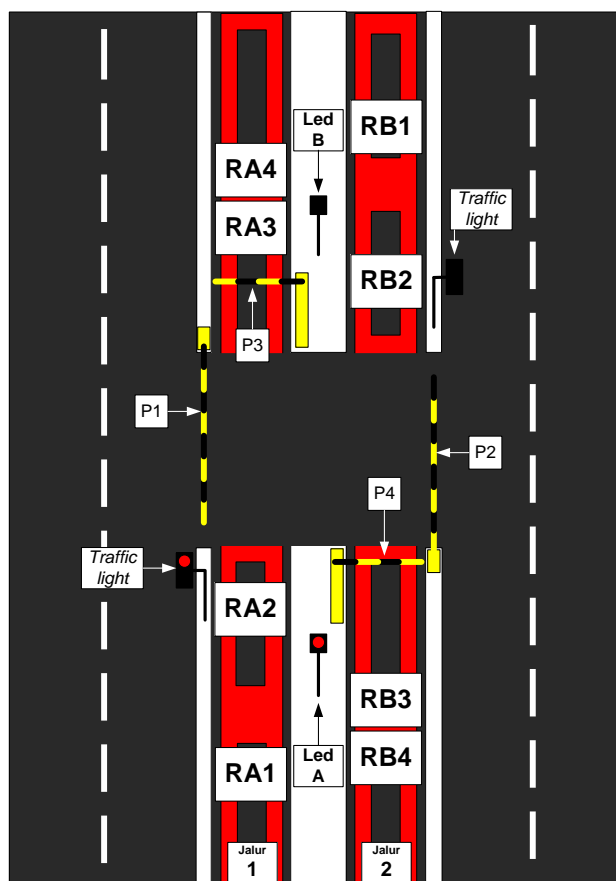 Led
B
RB1
RA4
RA3
Traffic
light
RB2
P3
P1
P2
P4
Traffic
light
RA2
RB3
RA1
Led
A
RB4
Jalur
1
Jalur
2